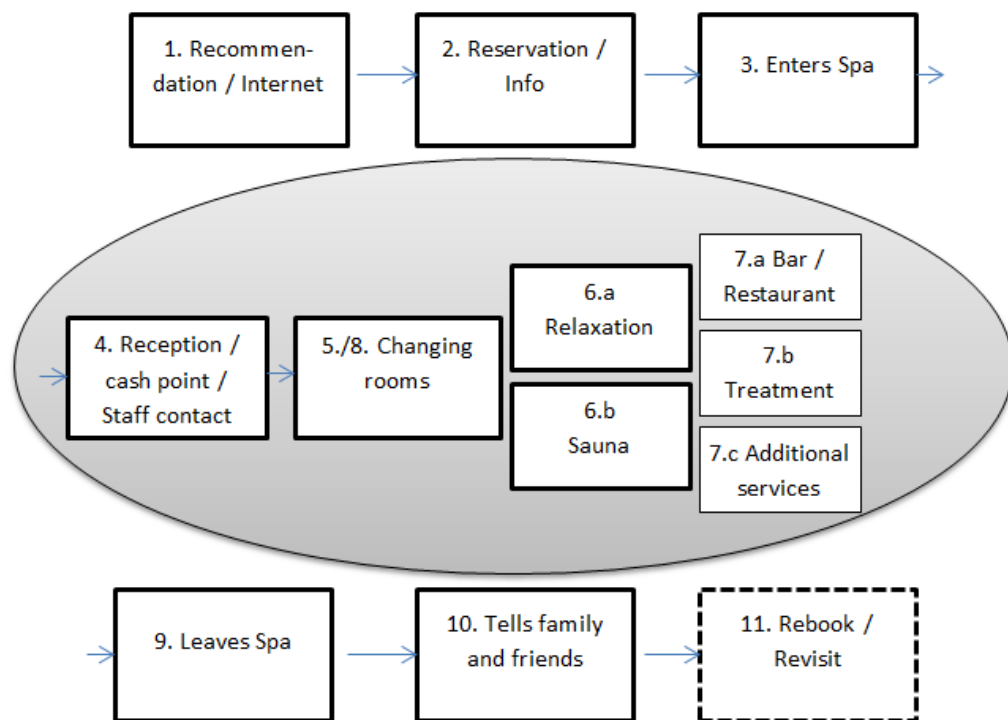 1. Recommen-
dation / Internet
2. Reservation /
Info
3. Enters Spa
4. Reception /
cash point /
Staff contact
5./8. Changing
rooms
6.a
Relaxation
6.b
Sauna
7.a Bar /
Restaurant
7.b
Treatment
7.c Additional
services
9. Leaves Spa
10. Tells family
and friends
11. Rebook /
Revisit